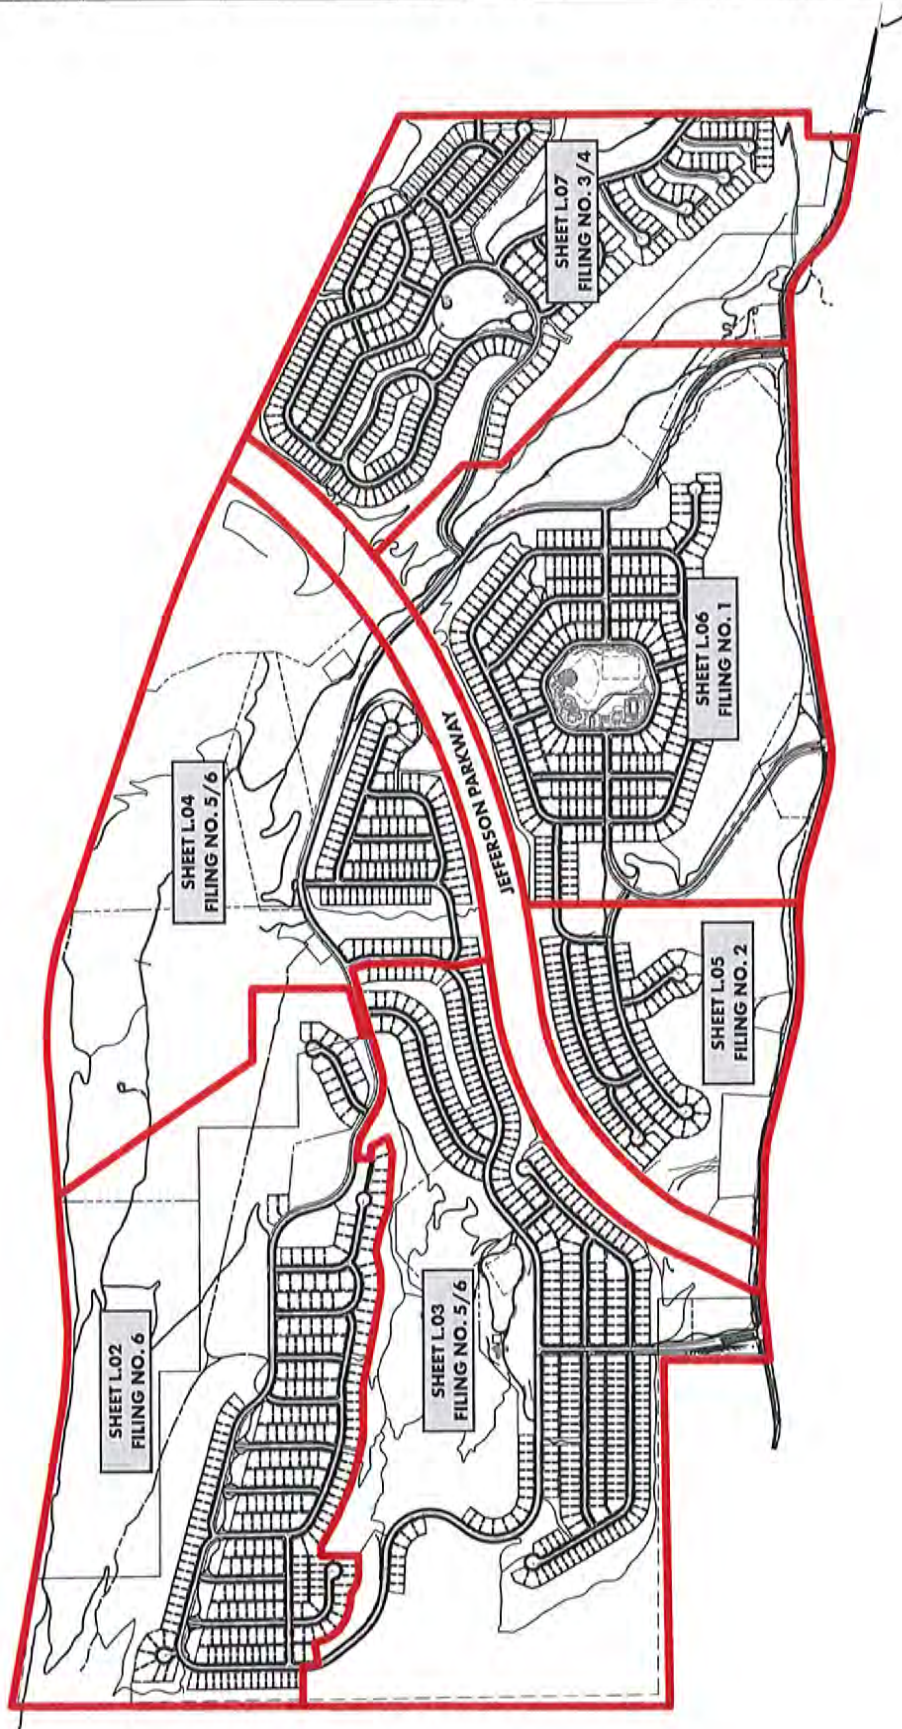 SHEET L.07
FILING NO. 3/4
SHEET L.06
FILING NO. 1
JEFFERSON PARKWAY
SHEET L.04
FILING NO. 5/6
SHEET L.05
FILING NO. 2
SHEET L.03
FILING NO. 5/6
SHEET L.02
FILING NO. 6